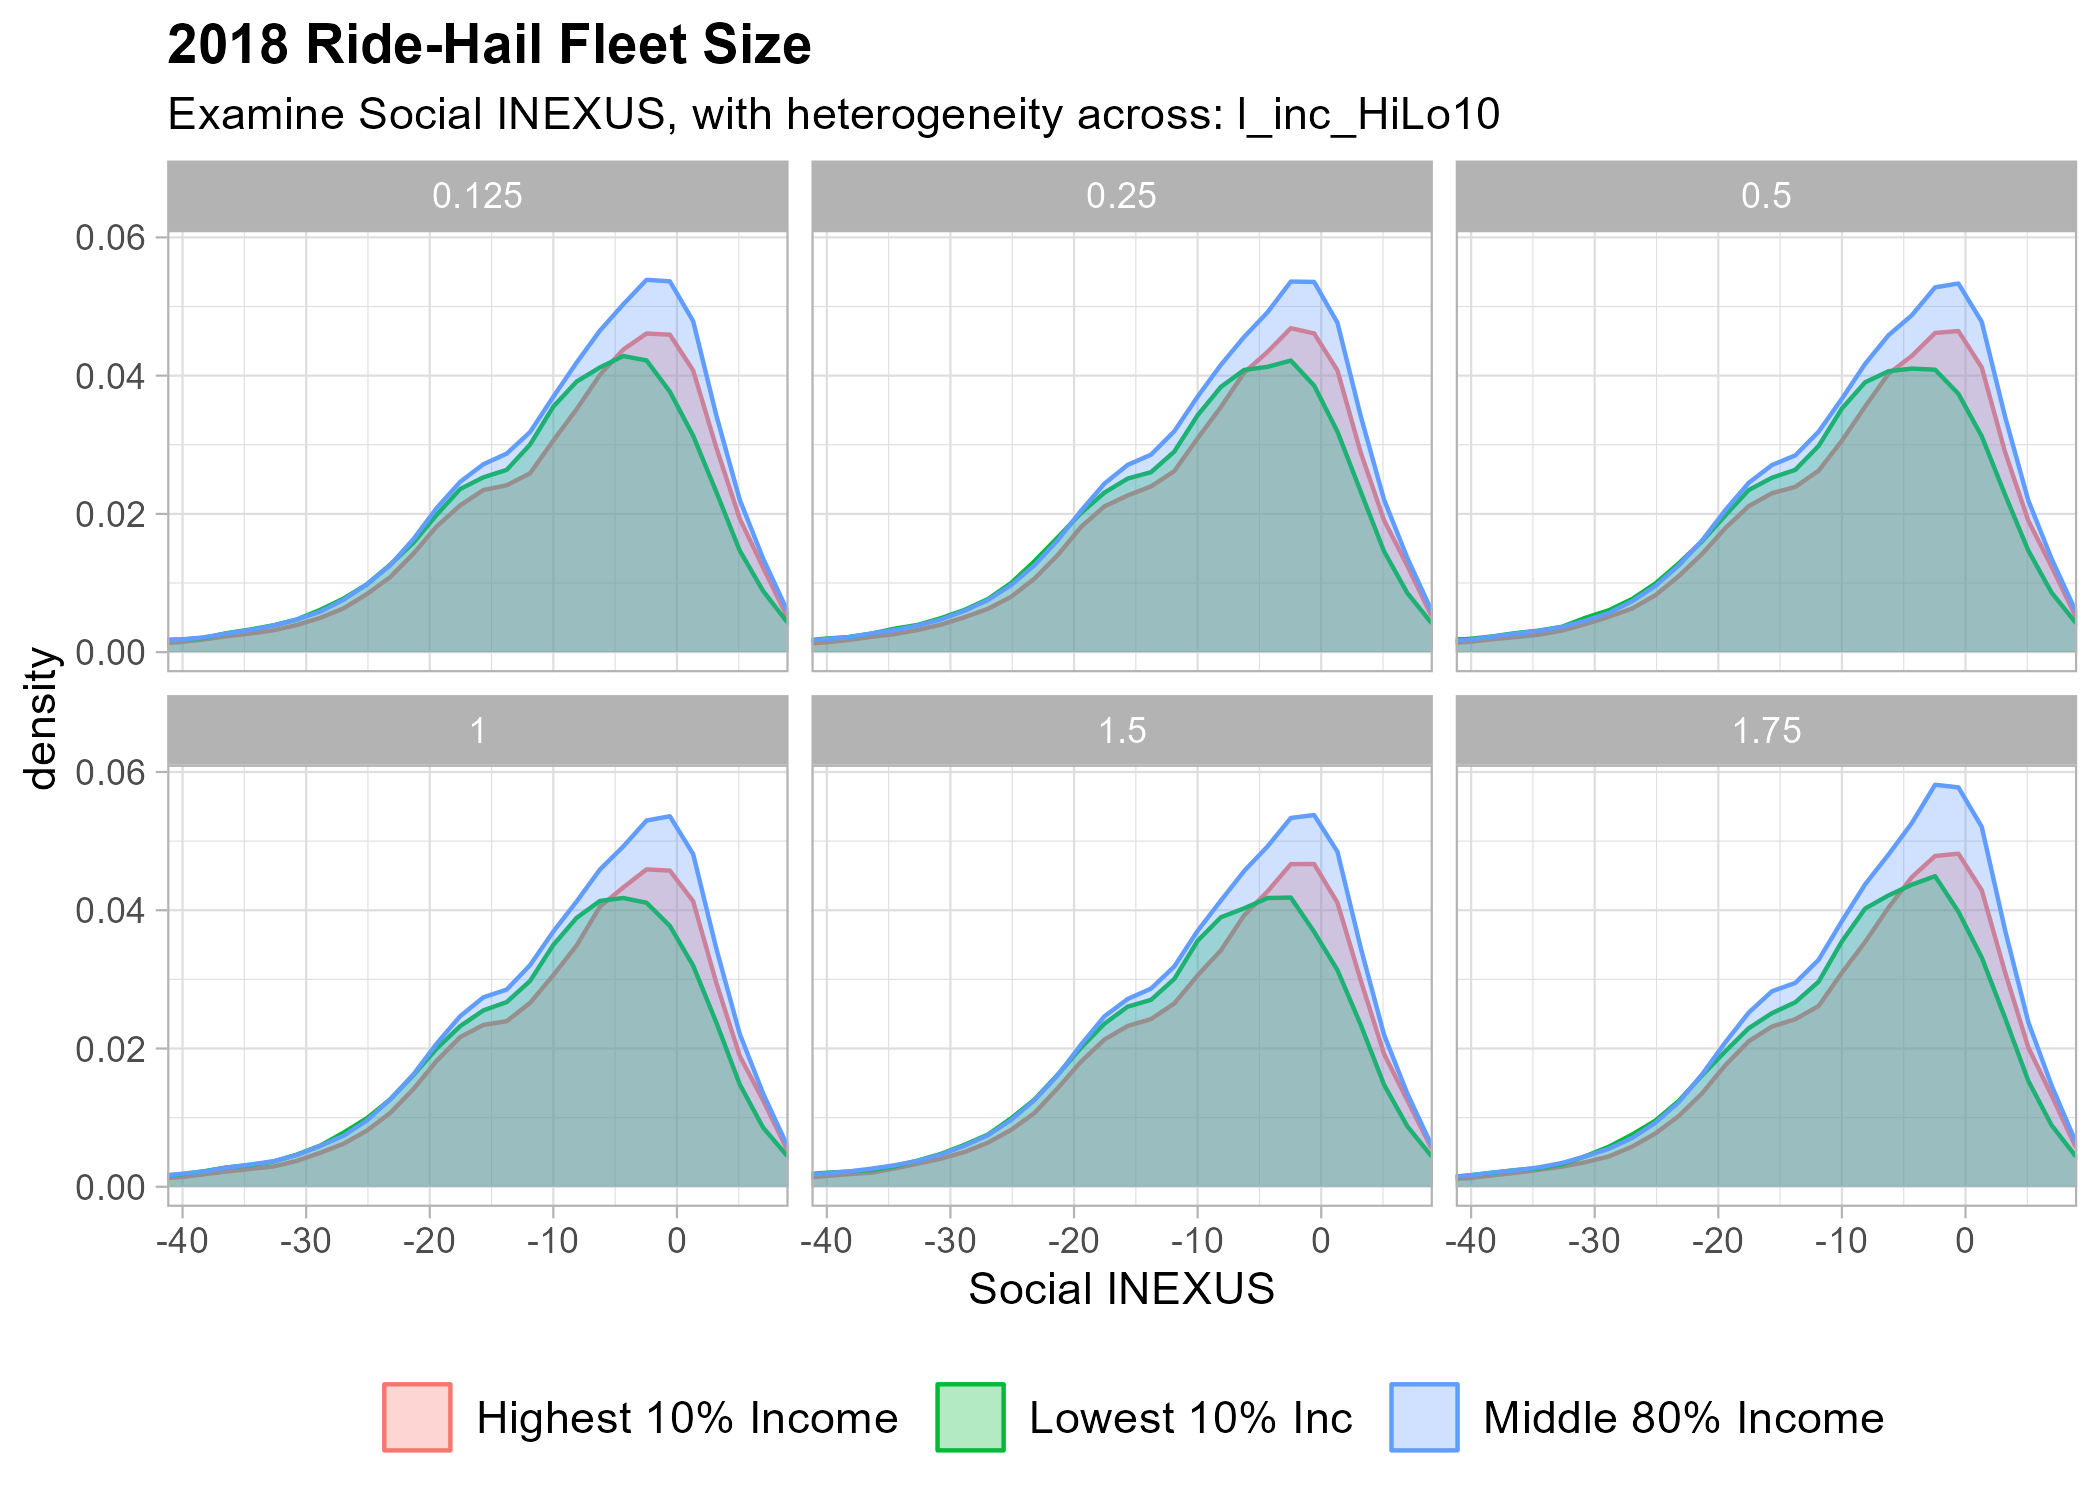 2018 Ride-Hail Fleet Size
Examine Social INEXUS, with heterogeneity across: l_inc_HiLo10
0.125 0.25 0.5
0.06
0.04
0.02
0.00
density
1 1.5 1.75
0.06
0.04
0.02
0.00
-40 -30 -20 -10 0 -40 -30 -20 -10 0 -40 -30 -20 -10 0
Social INEXUS
Highest 10% Income Lowest 10% Inc Middle 80% Income